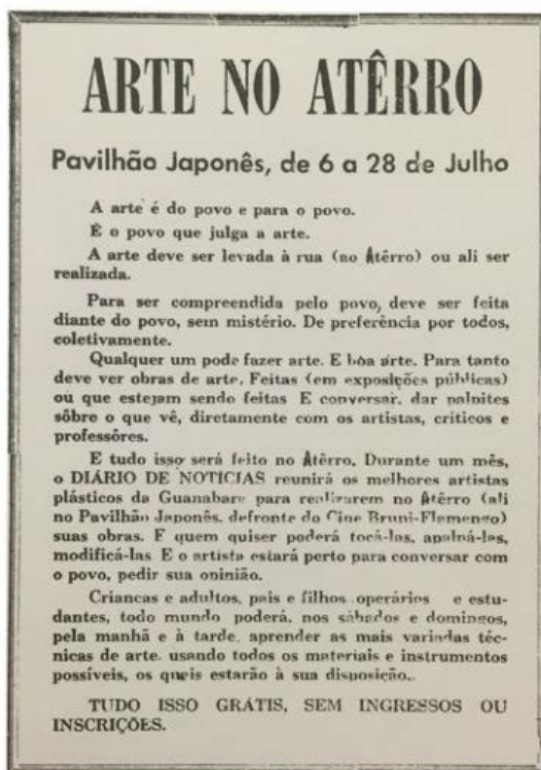 ARTE NO ATÊRRO
Pavilhão Japonês, de 6 a 28 de Julho
A arte é do povo e para o povo.
É o povo que julga a arte.
A arte deve ser levada à rua (no Atêrro) ou ali ser
realizada.
Para ser compreendida pelo povo, deve ser feita
diante do povo, sem mistério. De preferência por todos,
coletivamente.
Qualquer um pode fazer arte. E boa arte. Para tanto
deve ver obras de arte. Feitas (em exposições públicas)
ou que estejam sendo feitas E conversar, dar palpites
sôbre o que vê, diretamente com os artistas, críticos e
professôres.
E tudo isso será feito no Atêrro. Durante um mês,
o DIÁRIO DE NOTÍCIAS reunirá os melhores artistas
plásticos da Guanabara para realizarem no Atêrro (ali
no Pavilhão Japonês, defronte do Cine Bruni-Flamengo)
suas obras. E quem quiser poderá tocá-las, apalpá-las,
modificá-las E o artista estará perto para conversar com
o povo, pedir sua opinião.
Crianças e adultos, pais e filhos operários e estu-
dantes, todo mundo poderá, nos sábados e domingos,
pela manhã e à tarde, aprender as mais variadas téc-
nicas de arte, usando todos os materiais e instrumentos
possíveis, os quais estarão à sua disposição.
TUDO ISSO GRÁTIS, SEM INGRESSOS OU
INSCRIÇÕES.